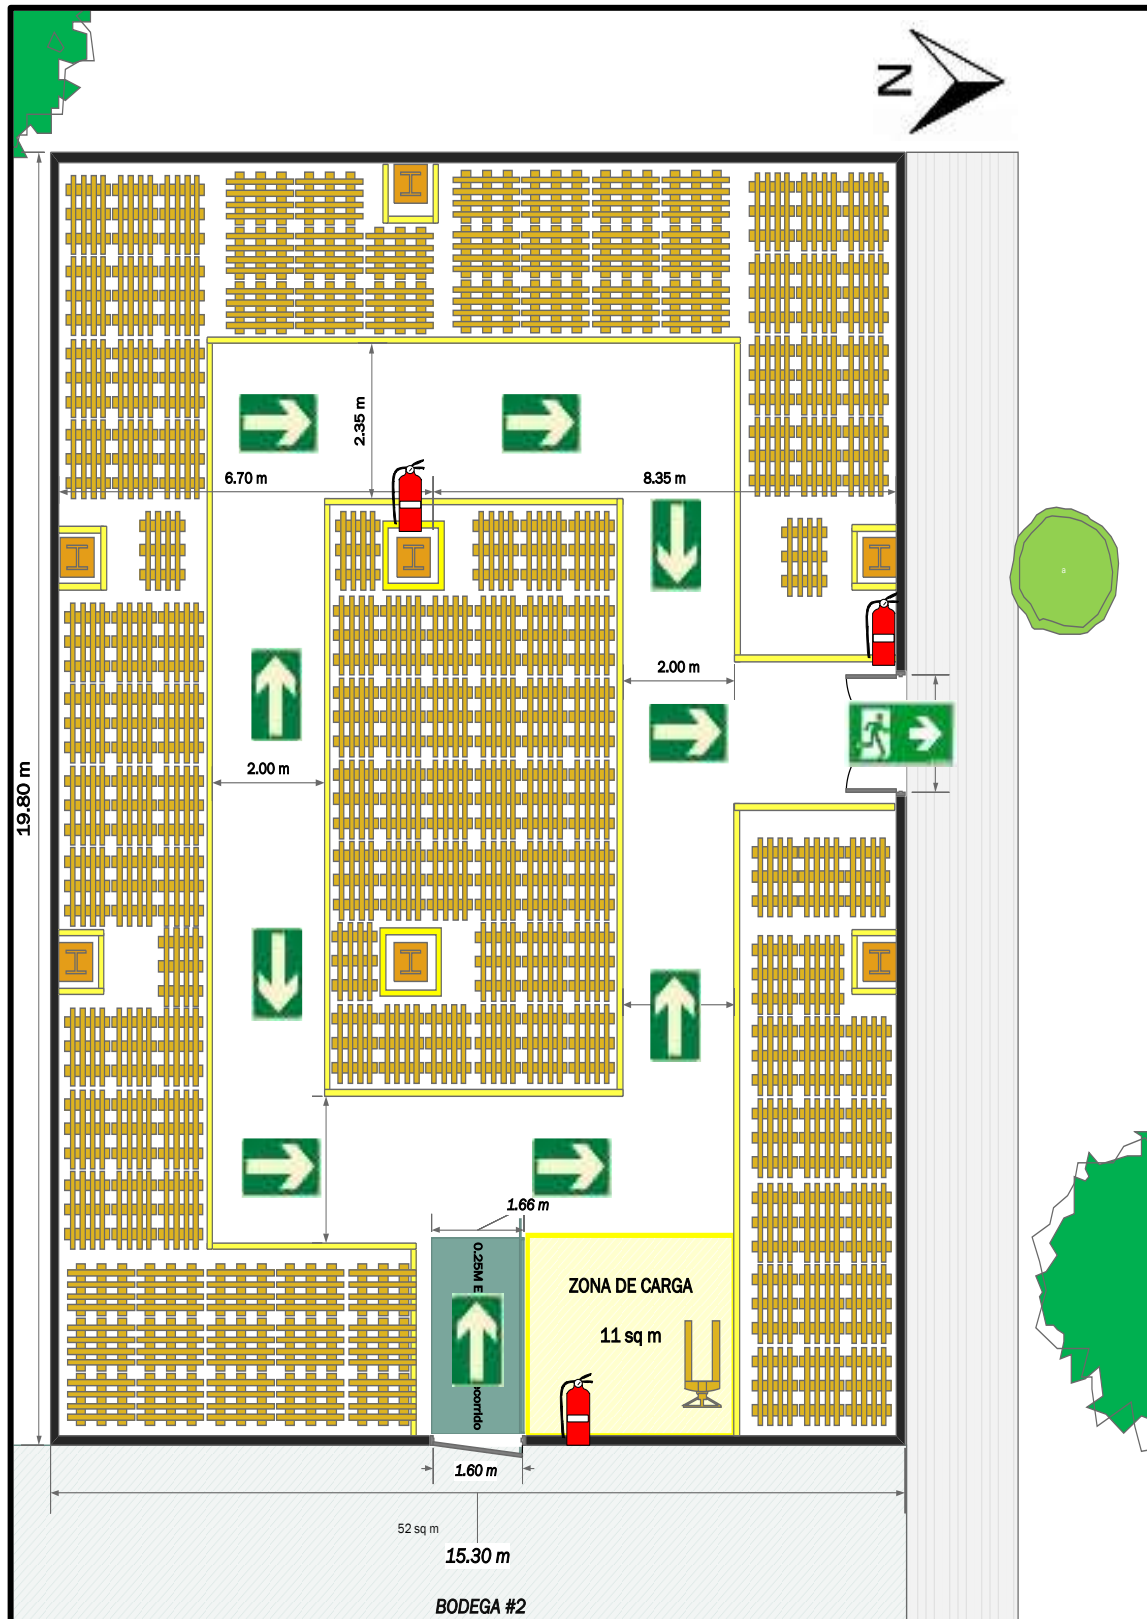 N
2.35 m
6.70 m
8.35 m
a
2.00 m
2.00 m
19.80 m
1.66 m
0.25M E
ncorrido
ZONA DE CARGA
11 sq m
1.60 m
52 sq m
15.30 m
BODEGA #2